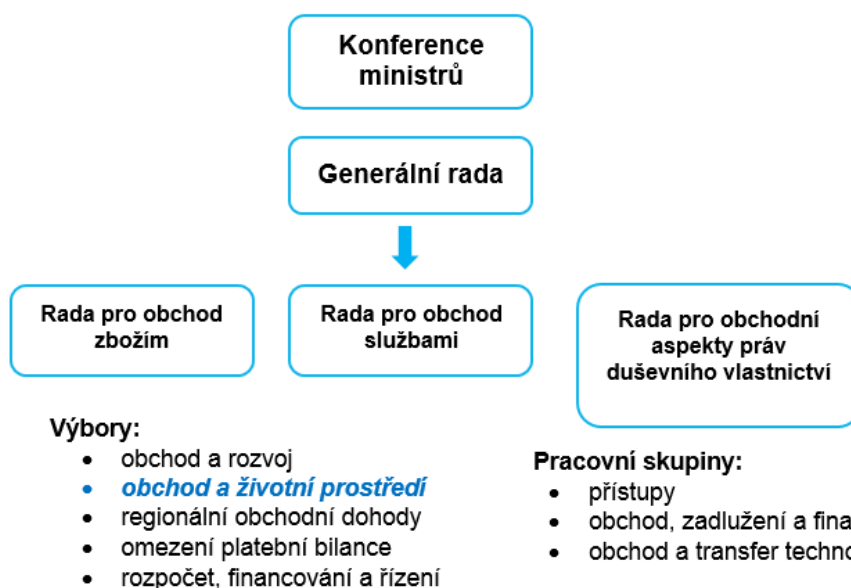 Konference
ministrů
Generální rada
Rada pro obchod
zbožím
Rada pro obchod
službami
Rada pro obchodní
aspekty práv
duševního vlastnictví
Výbory:
• obchod a rozvoj
• obchod a životní prostředí
• regionální obchodní dohody
• omezení platební bilance
• rozpočet, financování a řízení
Pracovní skupiny:
• přístupy
• obchod, zadlužení a fina
• obchod a transfer techno